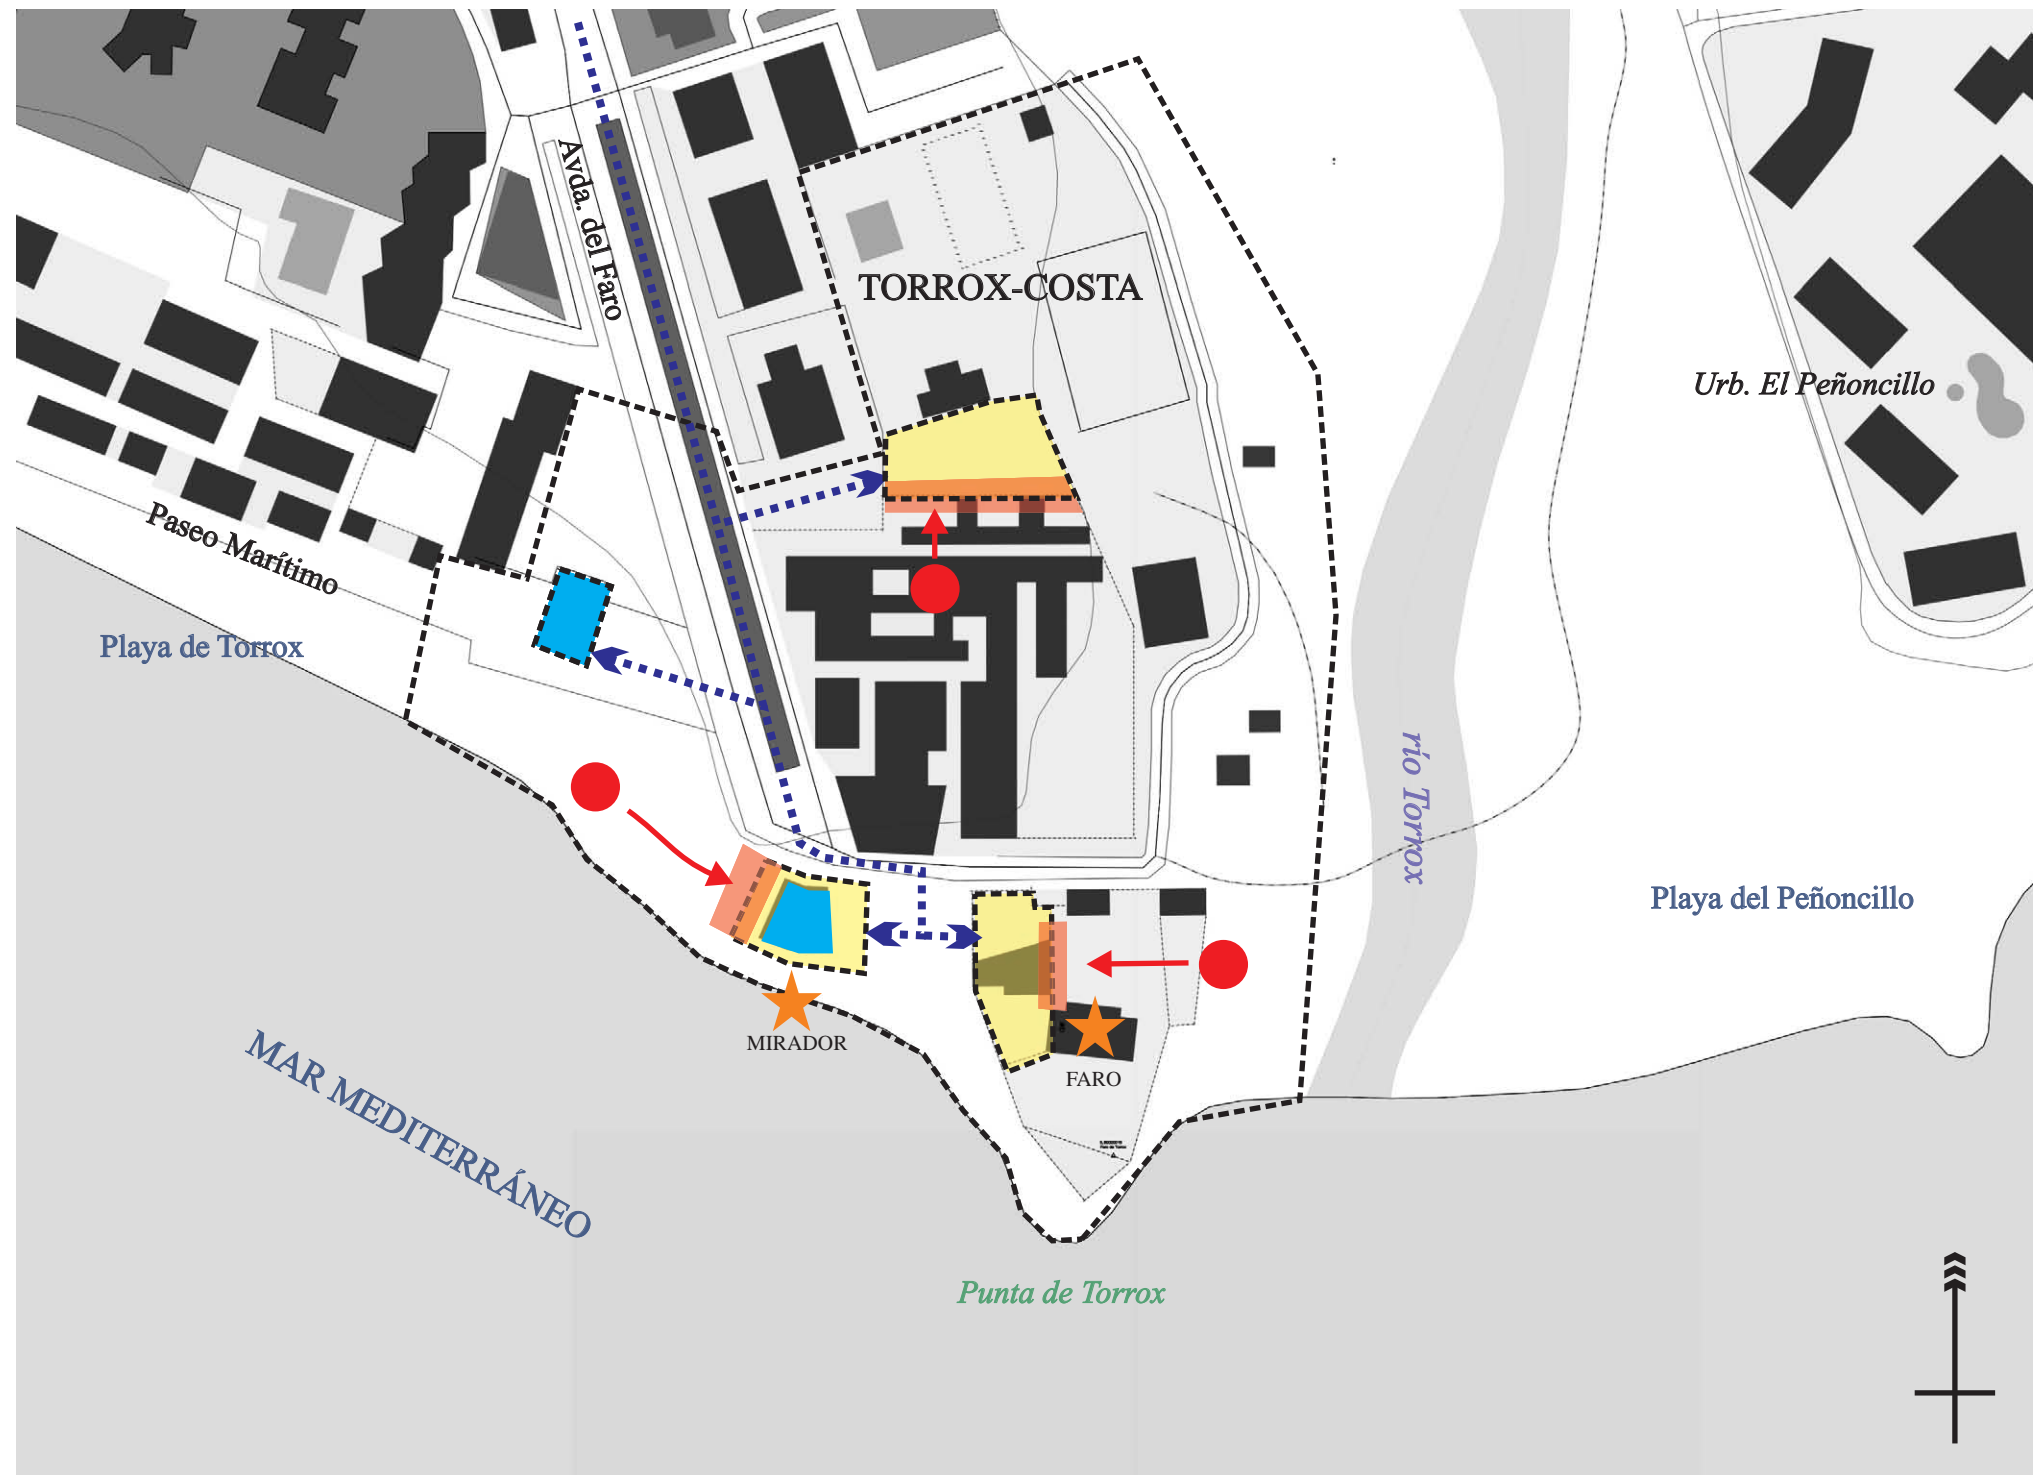 Avda. del Faro
TORROX-COSTA
Urb. El Peñoncillo
Paseo Marítimo
Playa de Torrox
río Torrox
Playa del Peñoncillo
MIRADOR
FARO
MAR MEDITERRÁNEO
Punta de Torrox